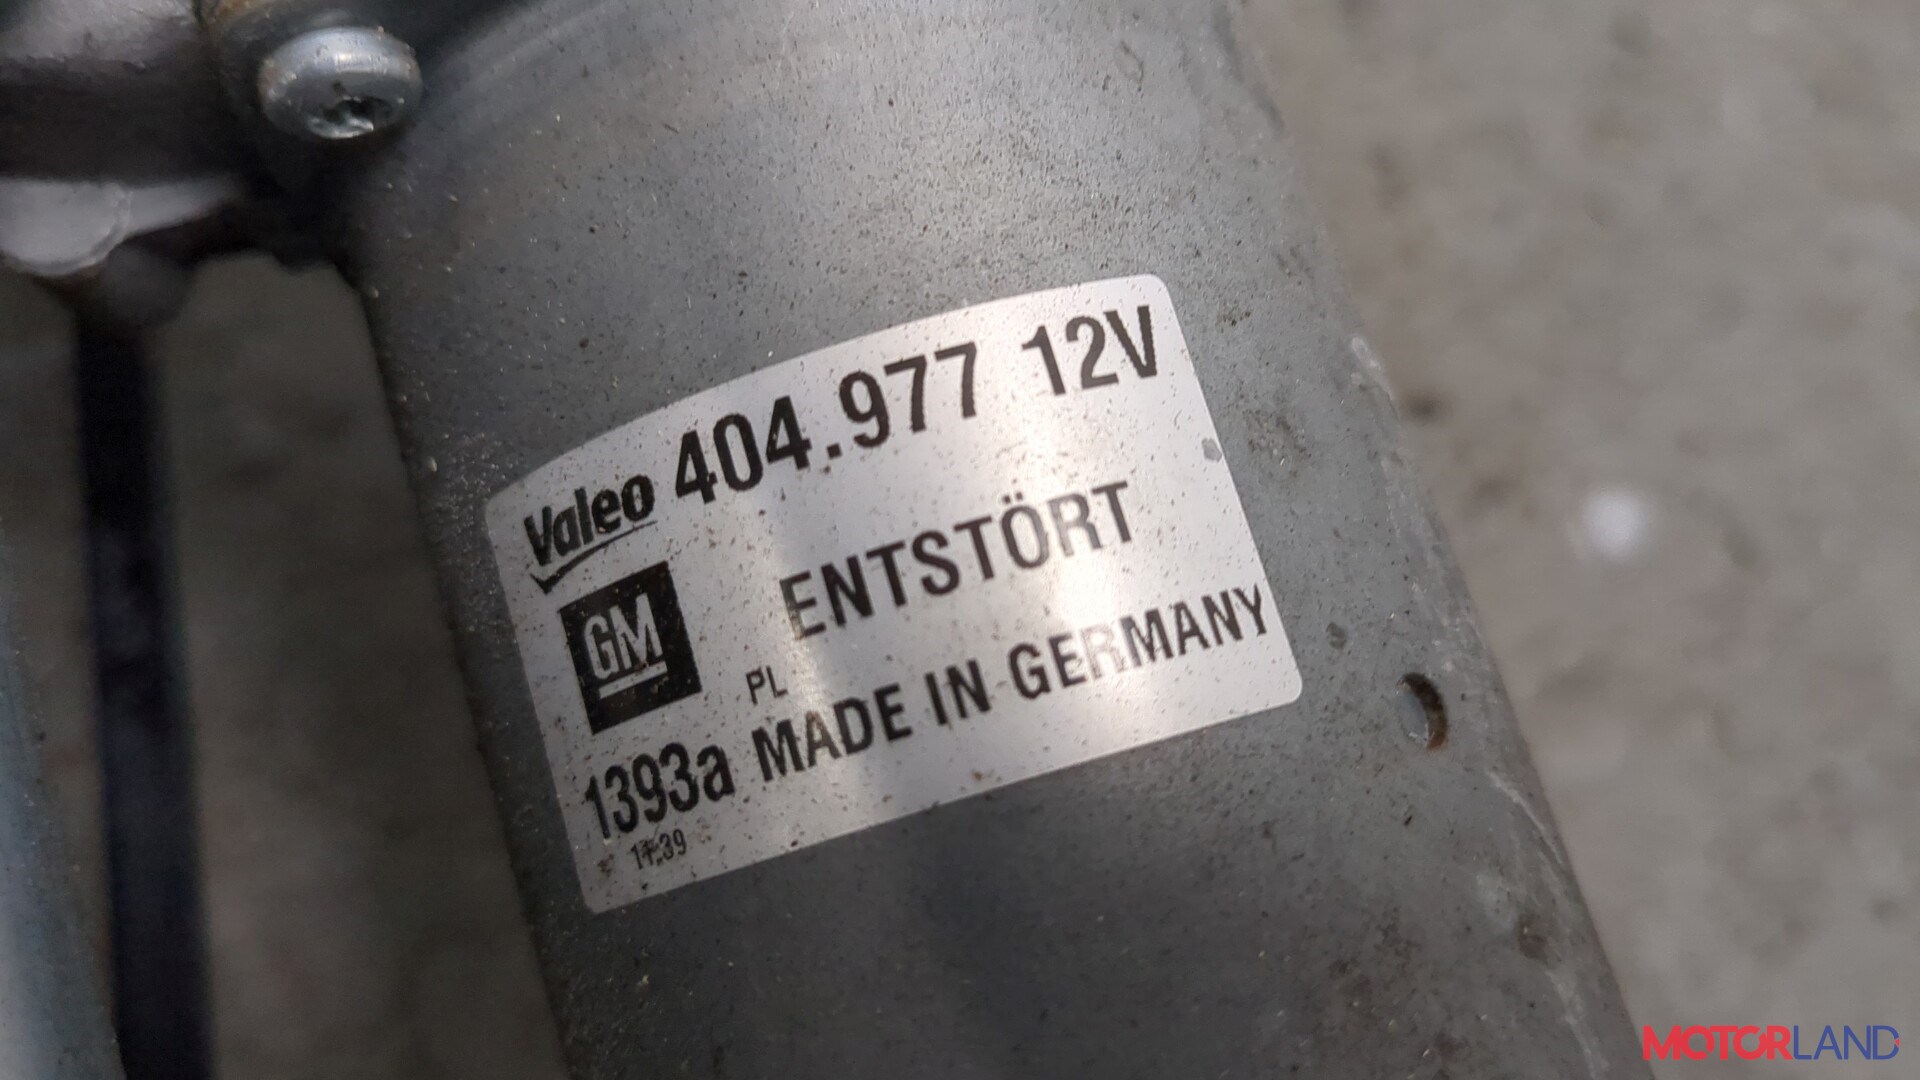 Valeo 404.977 12V
GM ENTSTÖRT
PL
1393a MADE IN GERMANY
11.39
MOTORLAND